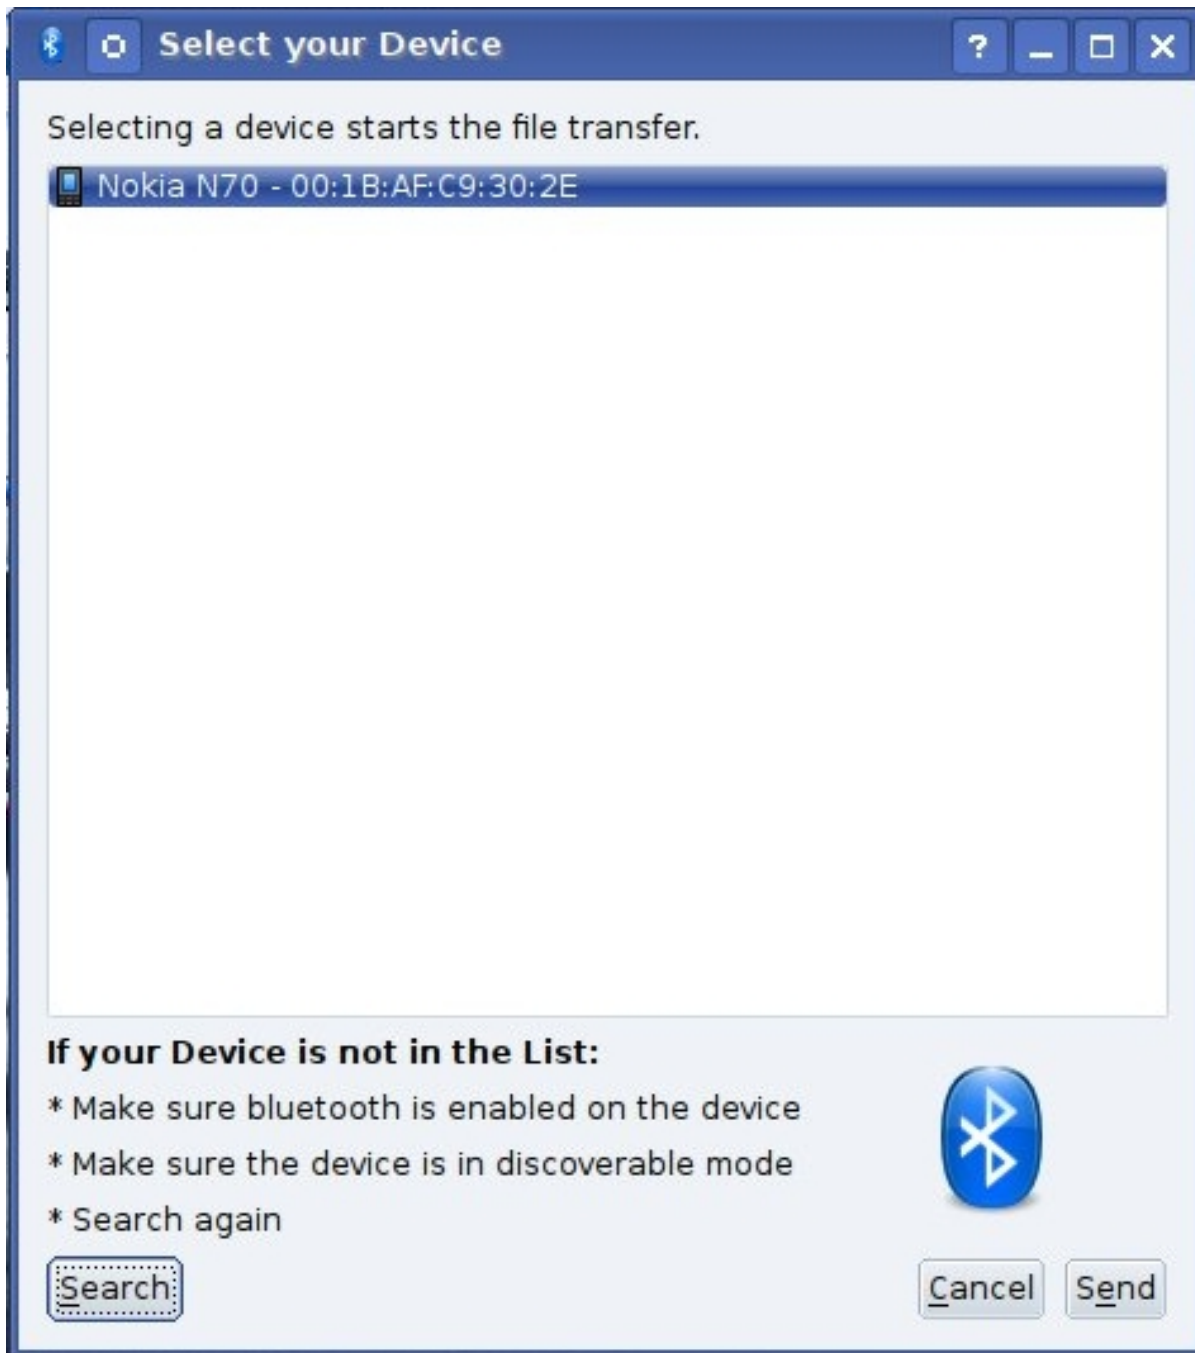 Select your Device
Selecting a device starts the file transfer.
Nokia N70 - 00:1B:AF:C9:30:2E
If your Device is not in the List:
* Make sure bluetooth is enabled on the device
* Make sure the device is in discoverable mode
* Search again
Search Cancel Send